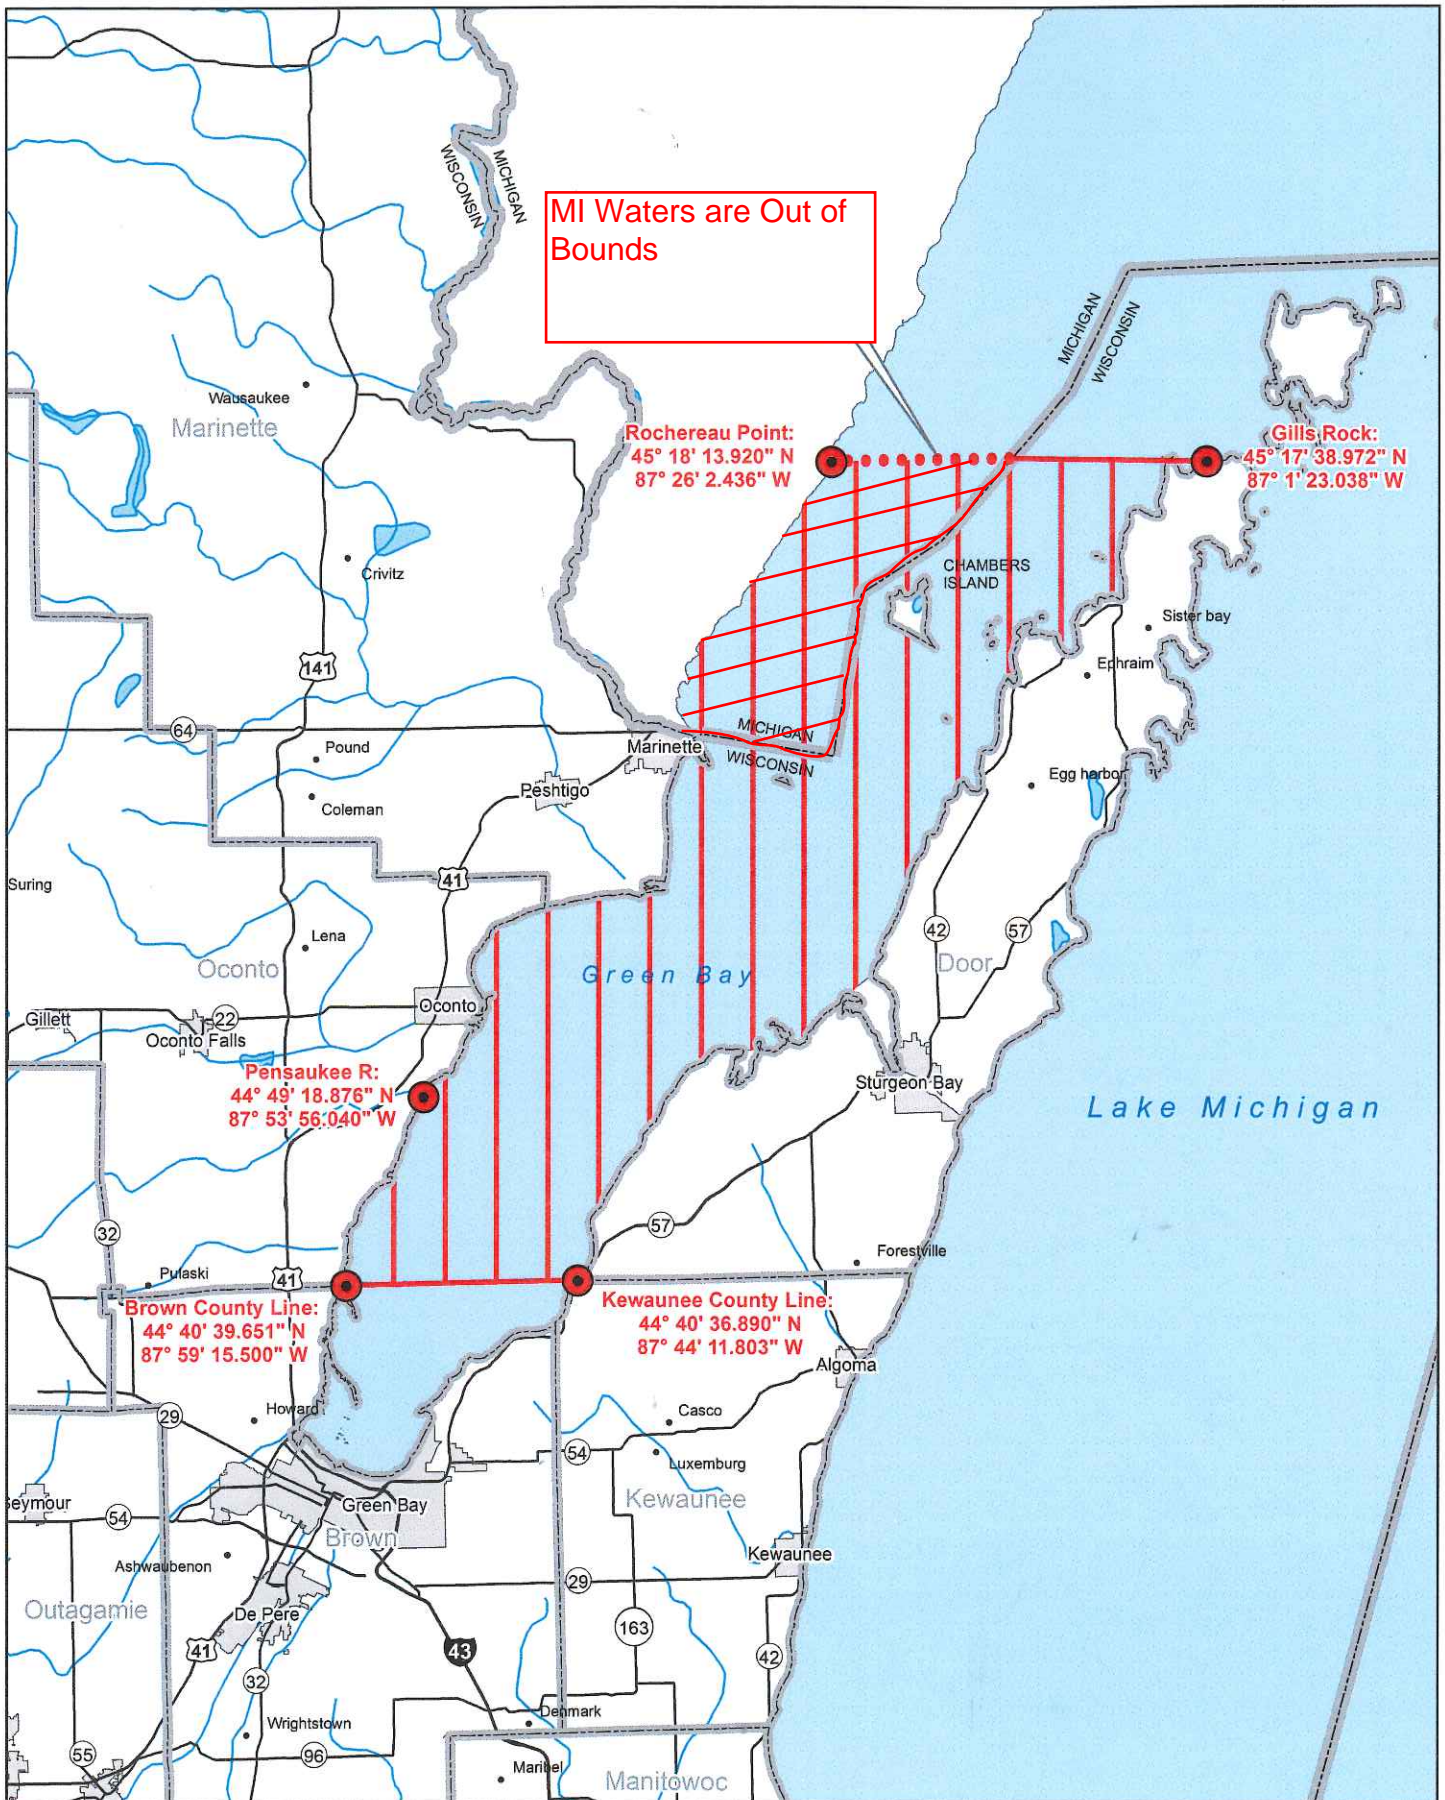 WISCONSIN
MICHIGAN
MI Waters are Out of
Bounds
MICHIGAN
WISCONSIN
Wausaukee
Marinette
Rochereau Point:
45° 18' 13.920" N
87° 26' 2.436" W
Gills Rock:
45° 17' 38.972" N
87° 1' 23.038" W
Crivitz
CHAMBERS
ISLAND
Sister bay
Ephraim
141
64
Pound
Marinette
MICHIGAN
WISCONSIN
Egg harbor
Peshtigo
Coleman
Suring
41
Lena
42
57
Oconto
Green Bay
Door
Oconto
Gillett
22
Oconto Falls
Pensaukee R:
44° 49' 18.876" N
87° 53' 56.040" W
Sturgeon Bay
Lake Michigan
32
57
Forestville
Pulaski
41
Brown County Line:
44° 40' 39.651" N
87° 59' 15.500" W
Kewaunee County Line:
44° 40' 36.890" N
87° 44' 11.803" W
Algoma
Howard
29
Casco
54
Luxemburg
Seymour
54
Green Bay
Kewaunee
Brown
Ashwaubenon
Kewaunee
29
Outagamie
De Pere
163
41
43
42
32
Denmark
Wrightstown
55
96
Maribel
Manitowoc